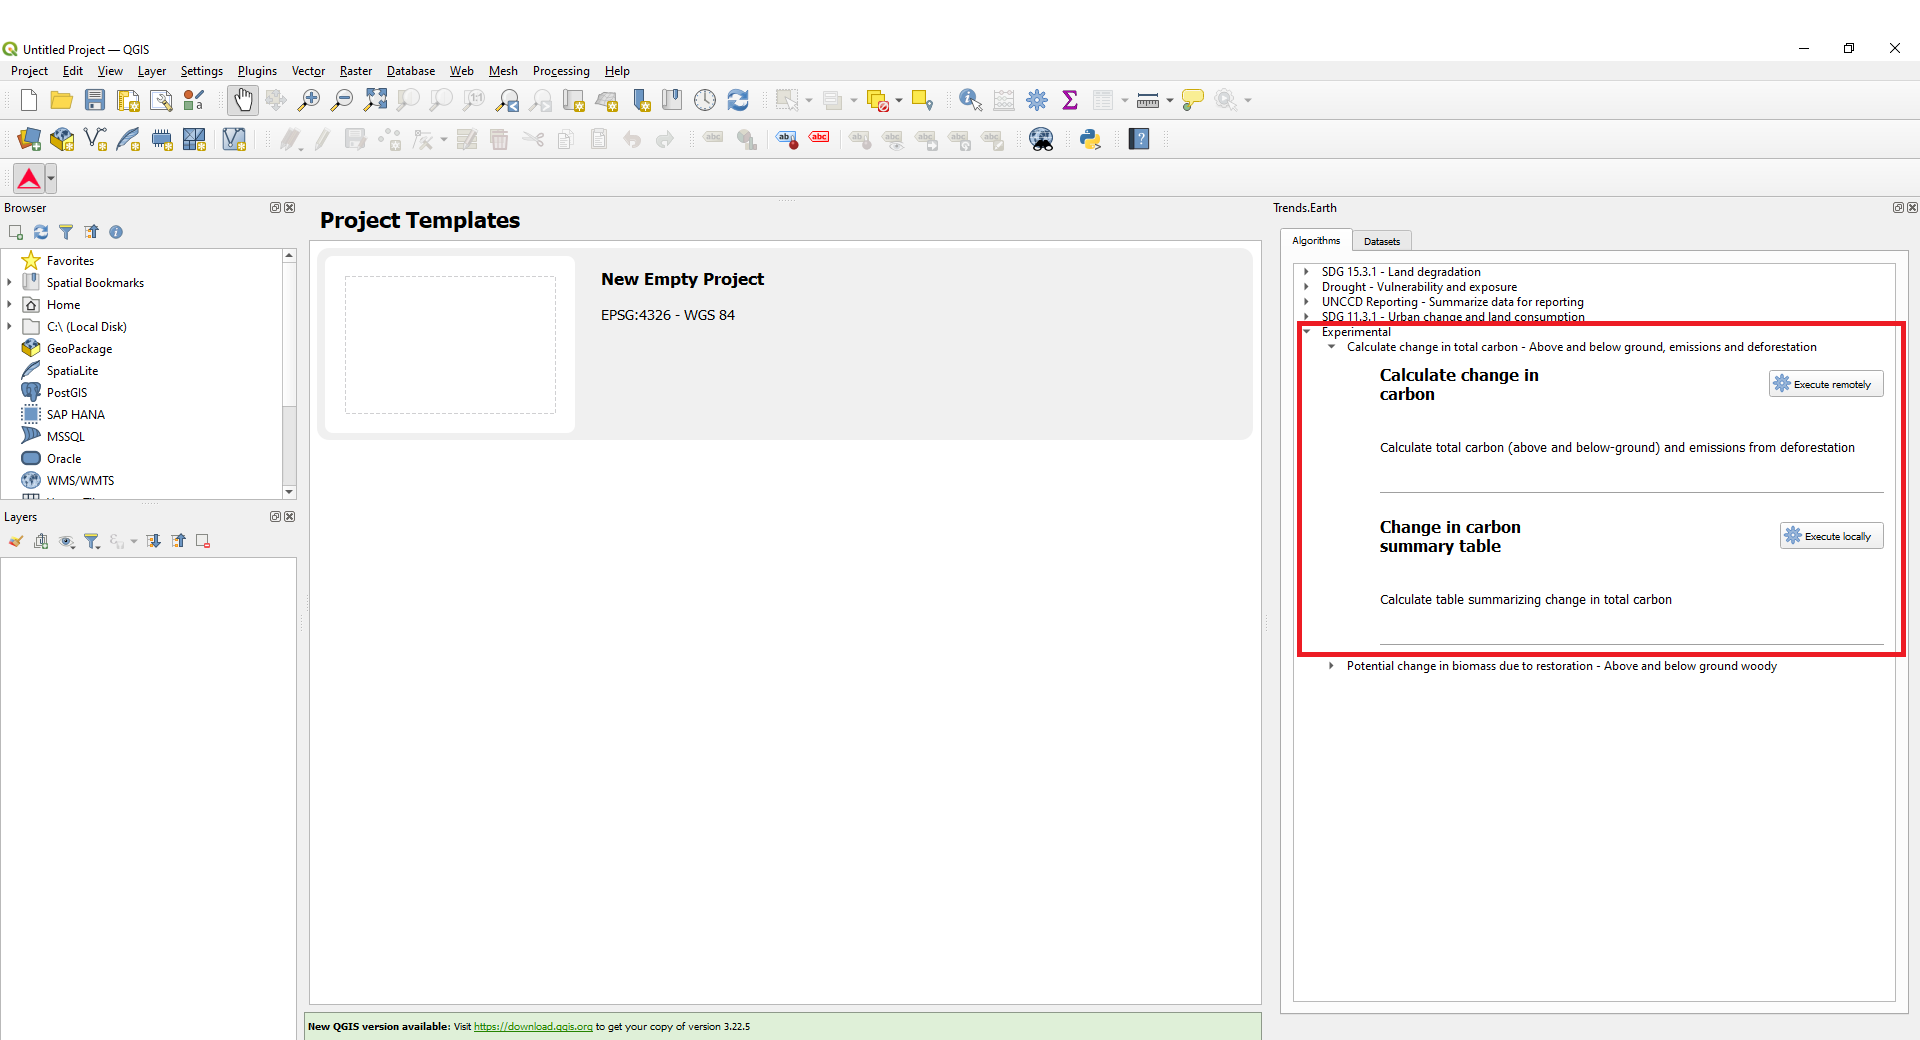 Untitled Project — QGIS
Project Edit View Layer Settings Plugins Vector Raster Database Web Mesh Processing Help
Browser
Favorites
Spatial Bookmarks
Home
C:\ (Local Disk)
GeoPackage
SpatiaLite
PostGIS
SAP HANA
MSSQL
Oracle
WMS/WMTS
Layers
Project Templates
New Empty Project
EPSG:4326 - WGS 84
New QGIS version available: Visit https://download.qgis.org to get your copy of version 3.22.5
Trends.Earth
Algorithms Datasets
SDG 15.3.1 - Land degradation
Drought - Vulnerability and exposure
UNCCD Reporting - Summarize data for reporting
SDG 11.3.1 - Urban change and land consumption
Experimental
Calculate change in total carbon - Above and below ground, emissions and deforestation
Calculate change in
carbon
Execute remotely
Calculate total carbon (above and below-ground) and emissions from deforestation
Change in carbon
summary table
Execute locally
Calculate table summarizing change in total carbon
Potential change in biomass due to restoration - Above and below ground woody